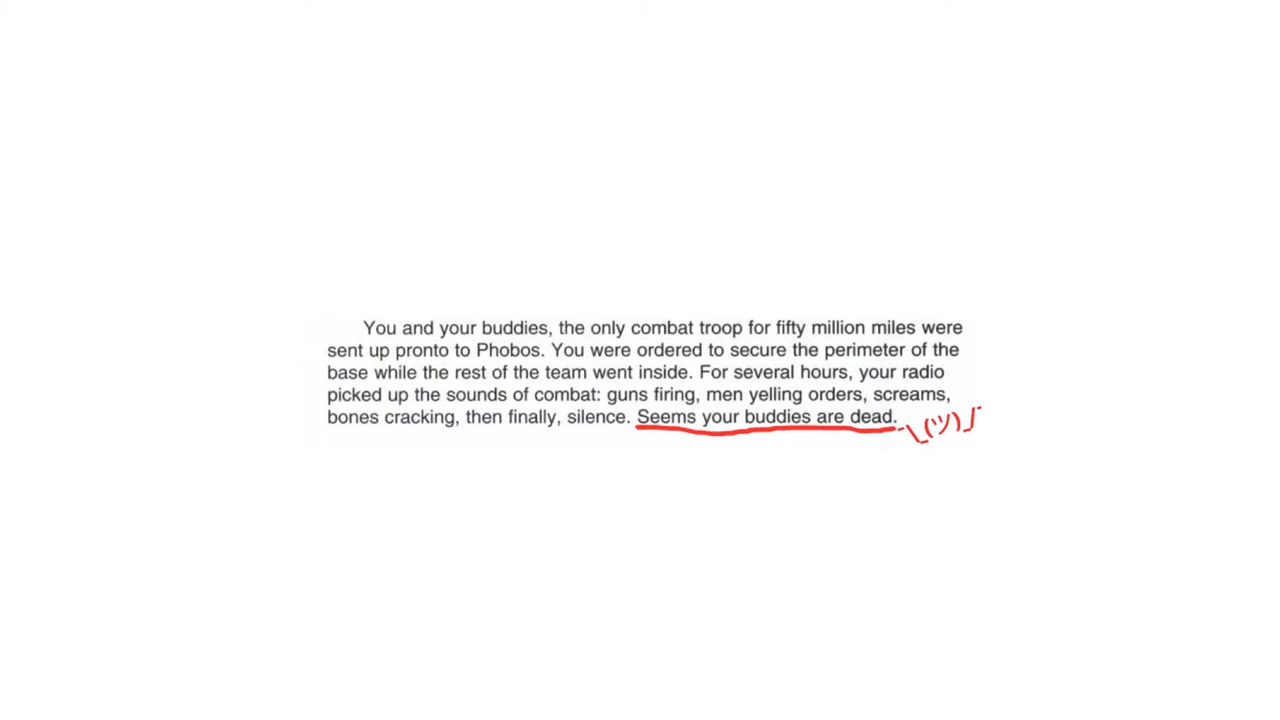 You and your buddies, the only combat troop for fifty million miles were
sent up pronto to Phobos. You were ordered to secure the perimeter of the
base while the rest of the team went inside. For several hours, your radio
picked up the sounds of combat: guns firing, men yelling orders, screams,
bones cracking, then finally, silence. Seems your buddies are dead. ¯\_(ツ)_/¯